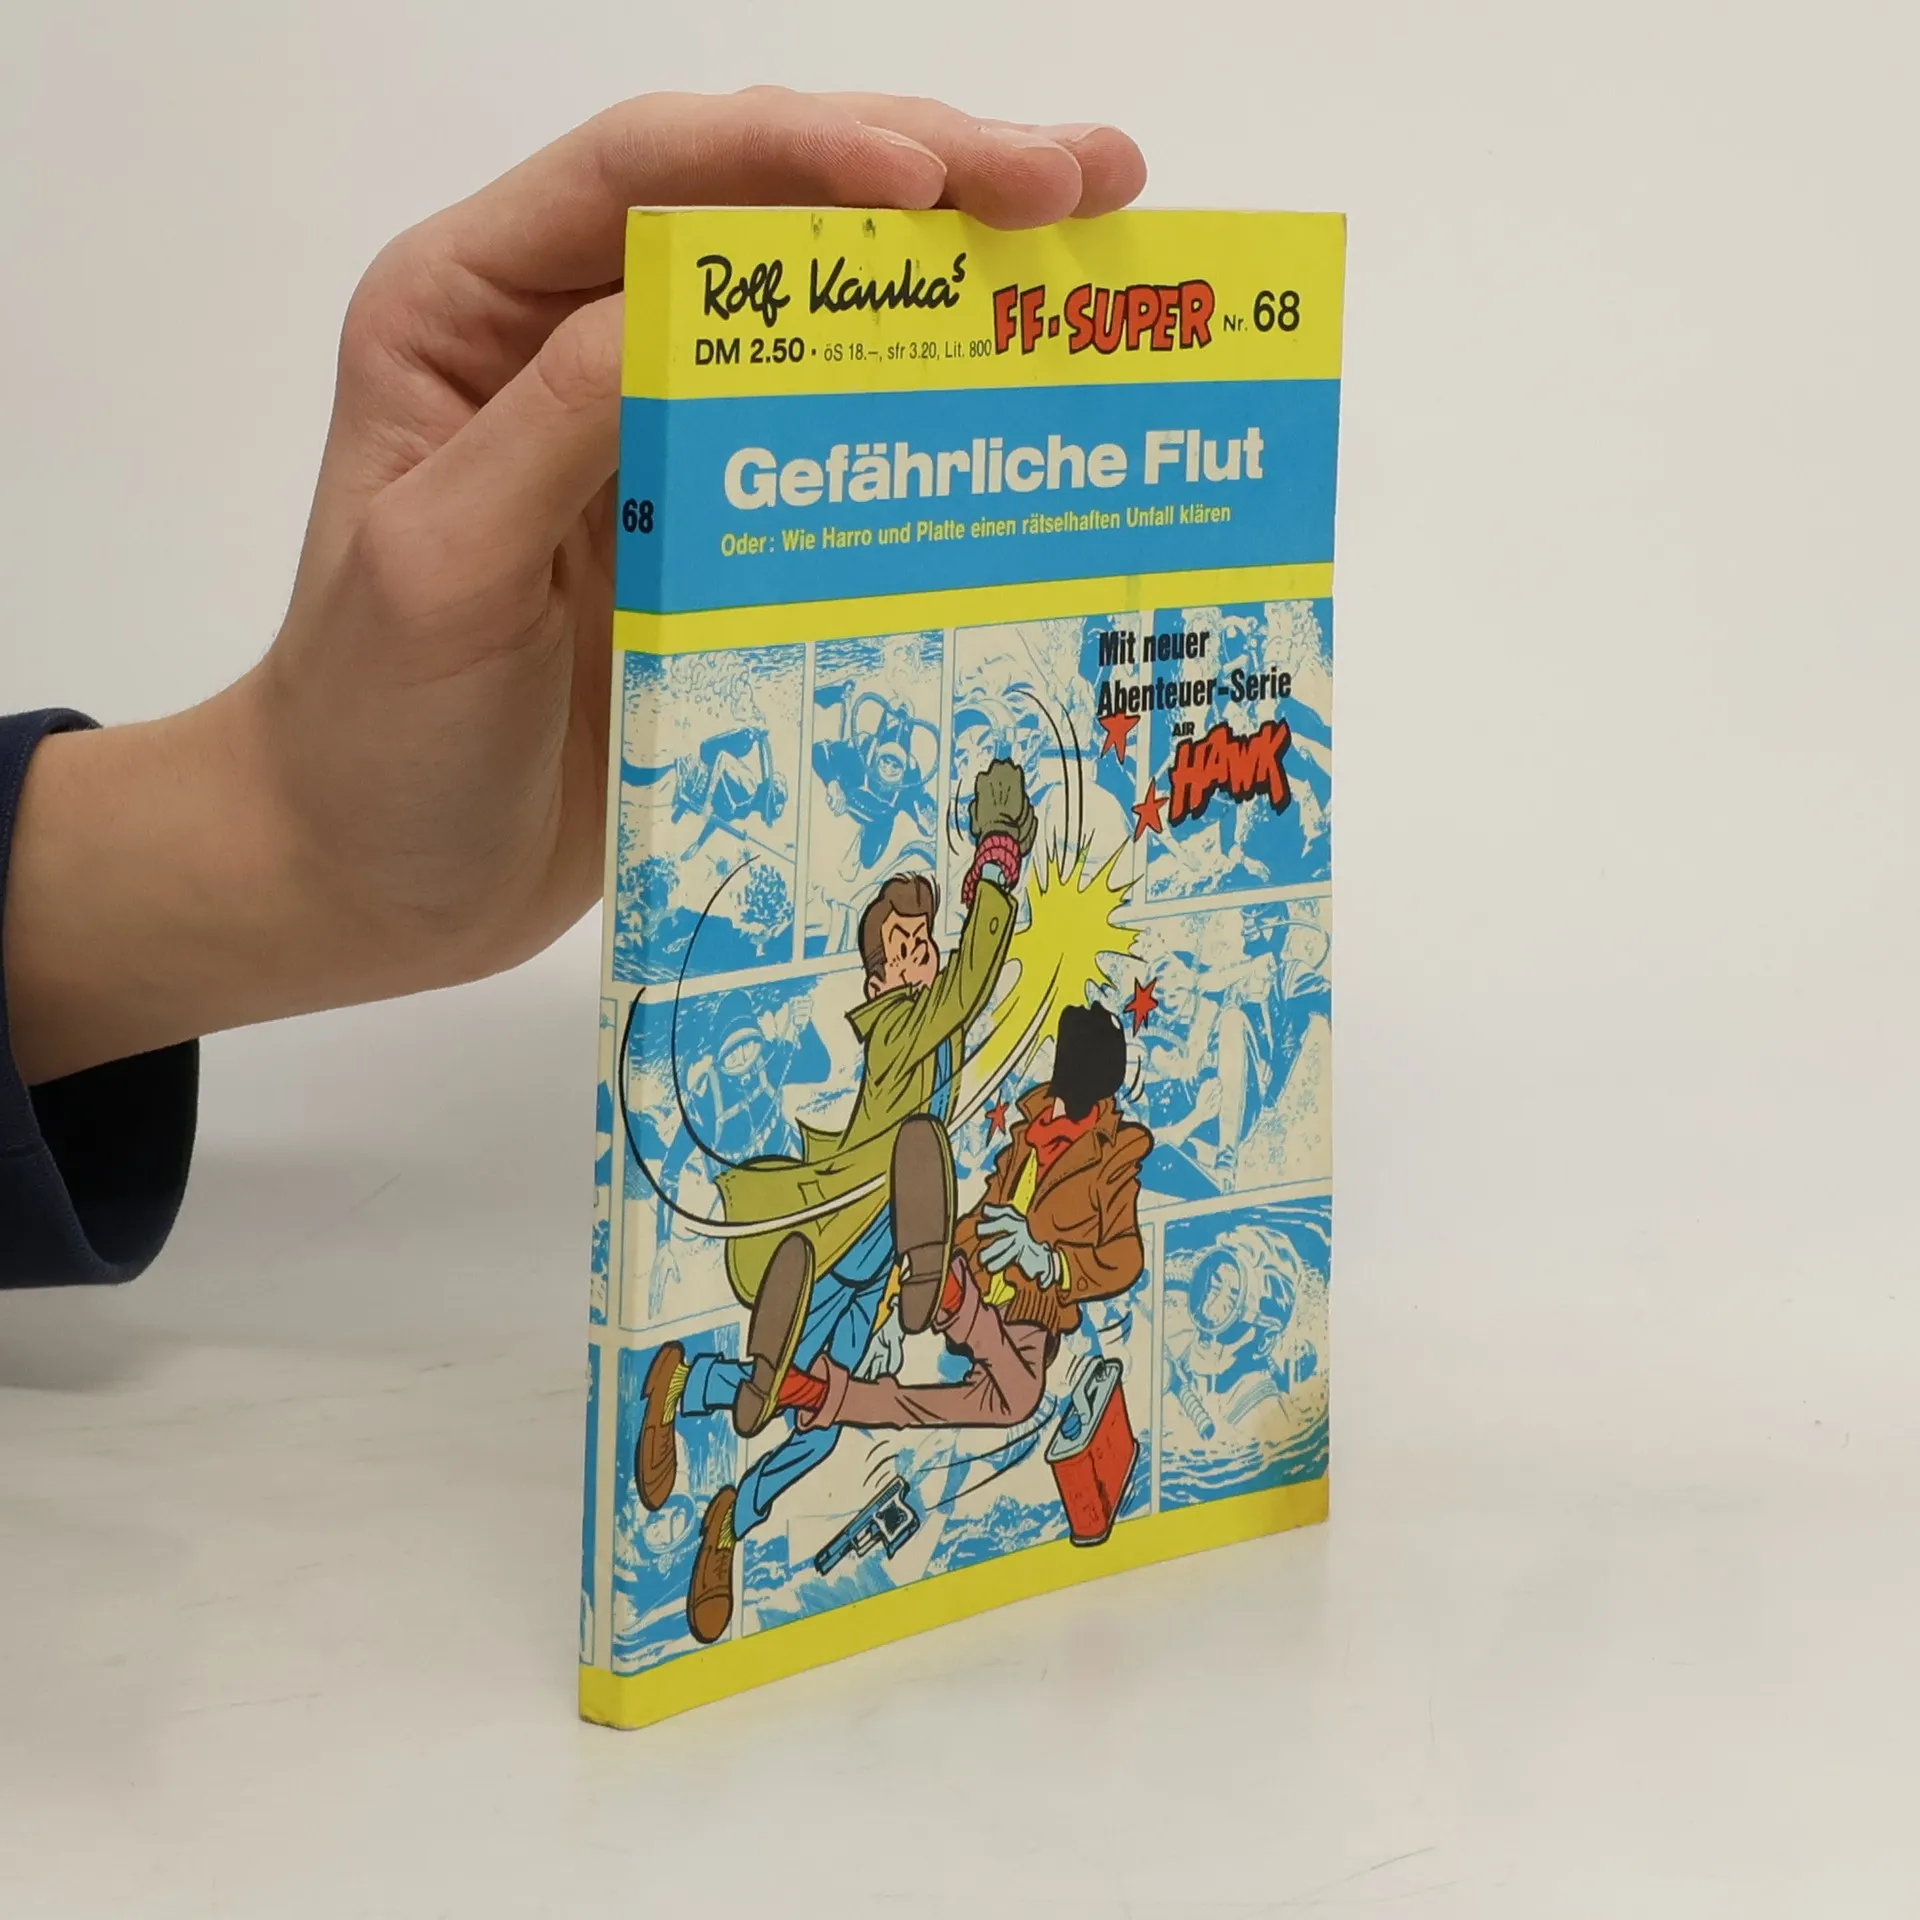 Rolf Kaukas FF-SUPER Nr. 68
DM 2.50 · öS 18.–, sfr 3.20, Lit. 800
Gefährliche Flut
68
Oder: Wie Harro und Platte einen rätselhaften Unfall klären
Mit neuer
Abenteuer-Serie
AIR
HAWK